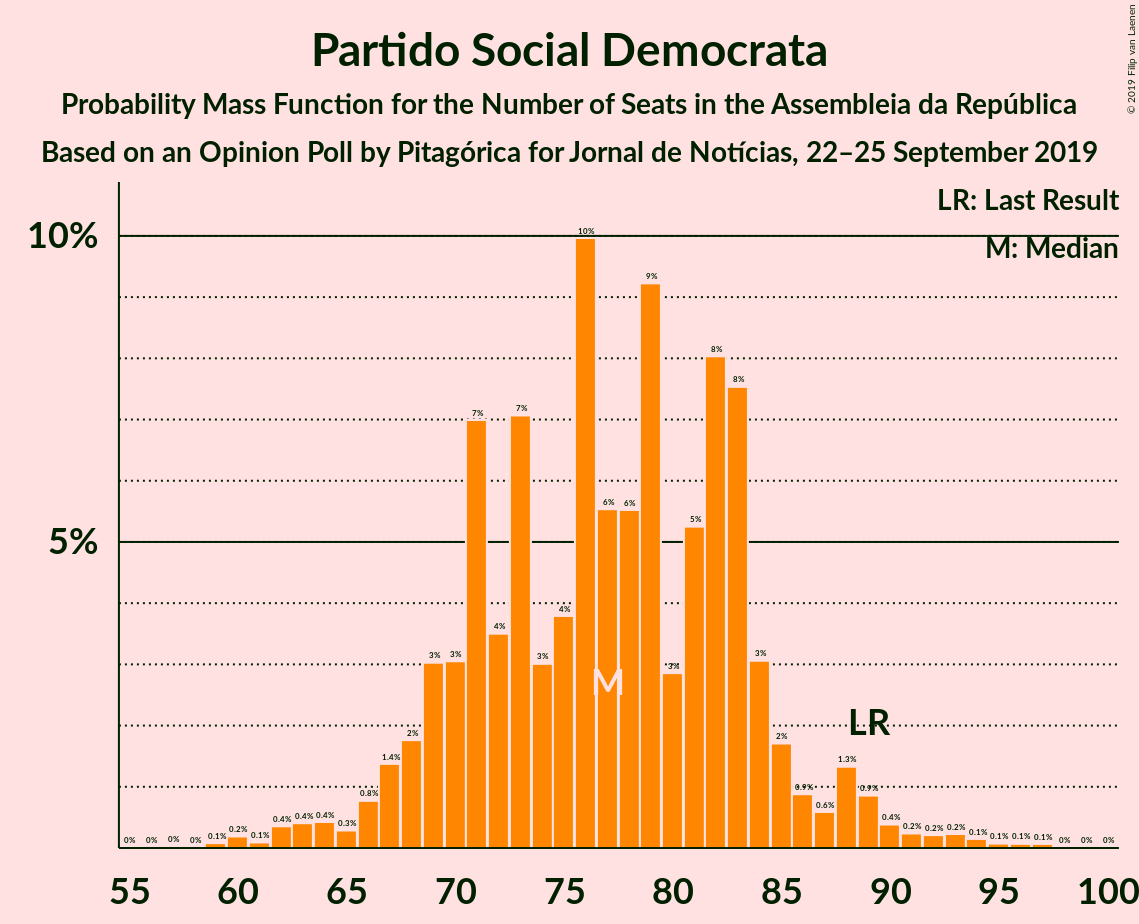 Partido Social Democrata
Probability Mass Function for the Number of Seats in the Assembleia da República
Based on an Opinion Poll by Pitagórica for Jornal de Notícias, 22–25 September 2019
© 2019 Filip van Laenen
LR: Last Result
M: Median
10%
5%
0% 0% 0% 0% 0.1% 0.2% 0.1% 0.4% 0.4% 0.4% 0.3% 0.8% 1.4% 2% 3% 3% 7% 4% 7% 3% 4% 10% 6% 6% 9% 3% 5% 8% 8% 3% 2% 0.9% 0.6% 1.3% 0.9% 0.4% 0.2% 0.2% 0.2% 0.1% 0.1% 0.1% 0.1% 0% 0% 0%
M
LR
55 60 65 70 75 80 85 90 95 100